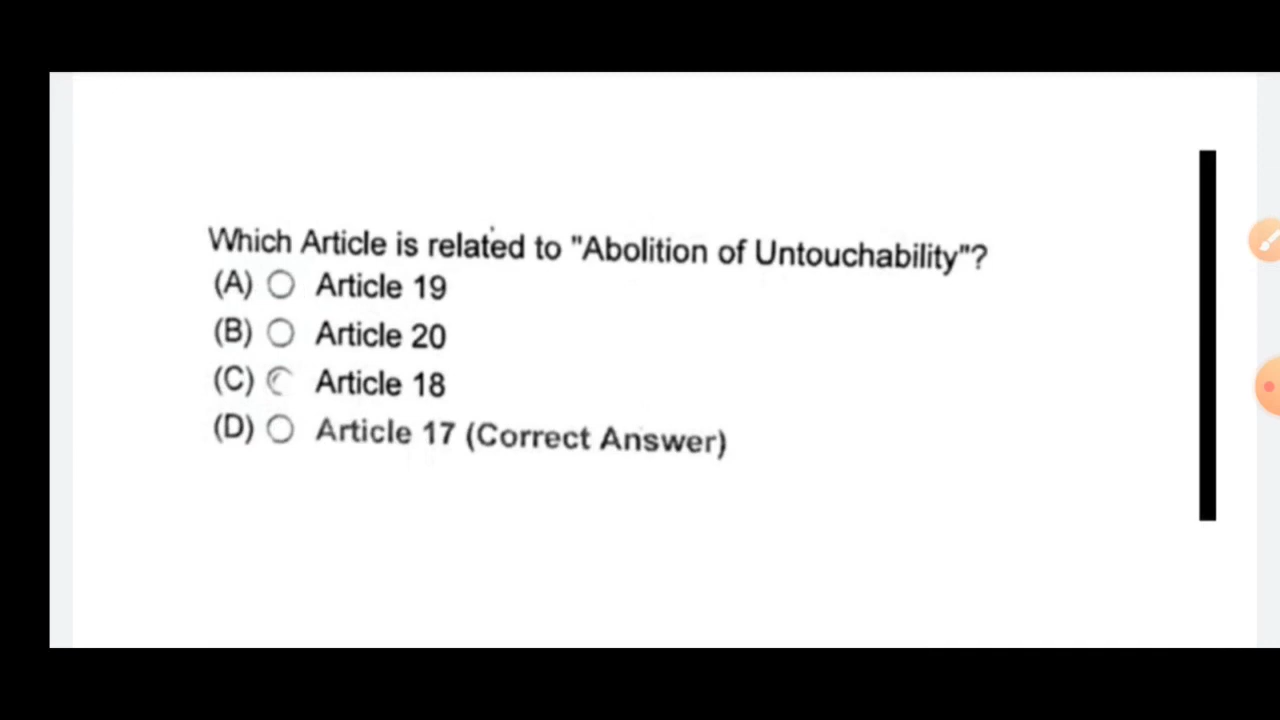 Which Article is related to "Abolition of Untouchability"?
(A) Article 19
(B) Article 20
(C) Article 18
(D) Article 17 (Correct Answer)